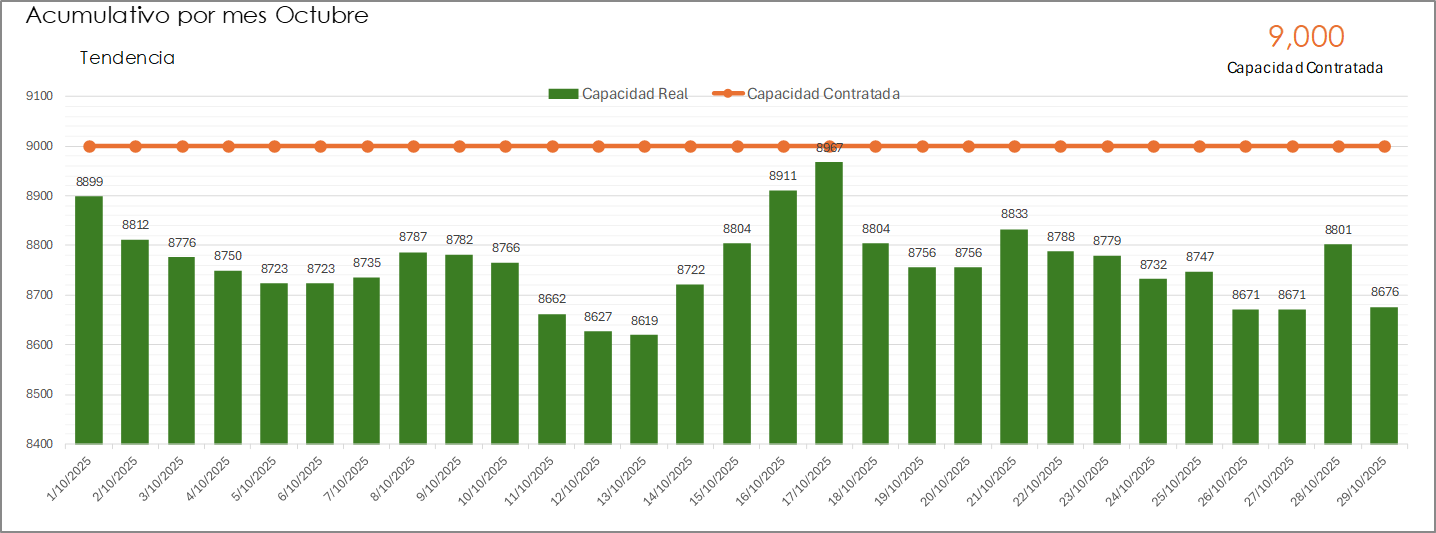 Acumulativo por mes Octubre
9,000
Capacidad Contratada
Tendencia
Capacidad Real Capacidad Contratada
9100
9000
8900
8800
8700
8600
8500
8400
8899 8812 8776 8750 8723 8723 8735 8787 8782 8766 8662 8627 8619 8722 8804 8911 8967 8804 8756 8756 8833 8788 8779 8732 8747 8671 8671 8801 8676
1/10/2025 2/10/2025 3/10/2025 4/10/2025 5/10/2025 6/10/2025 7/10/2025 8/10/2025 9/10/2025 10/10/2025 11/10/2025 12/10/2025 13/10/2025 14/10/2025 15/10/2025 16/10/2025 17/10/2025 18/10/2025 19/10/2025 20/10/2025 21/10/2025 22/10/2025 23/10/2025 24/10/2025 25/10/2025 26/10/2025 27/10/2025 28/10/2025 29/10/2025